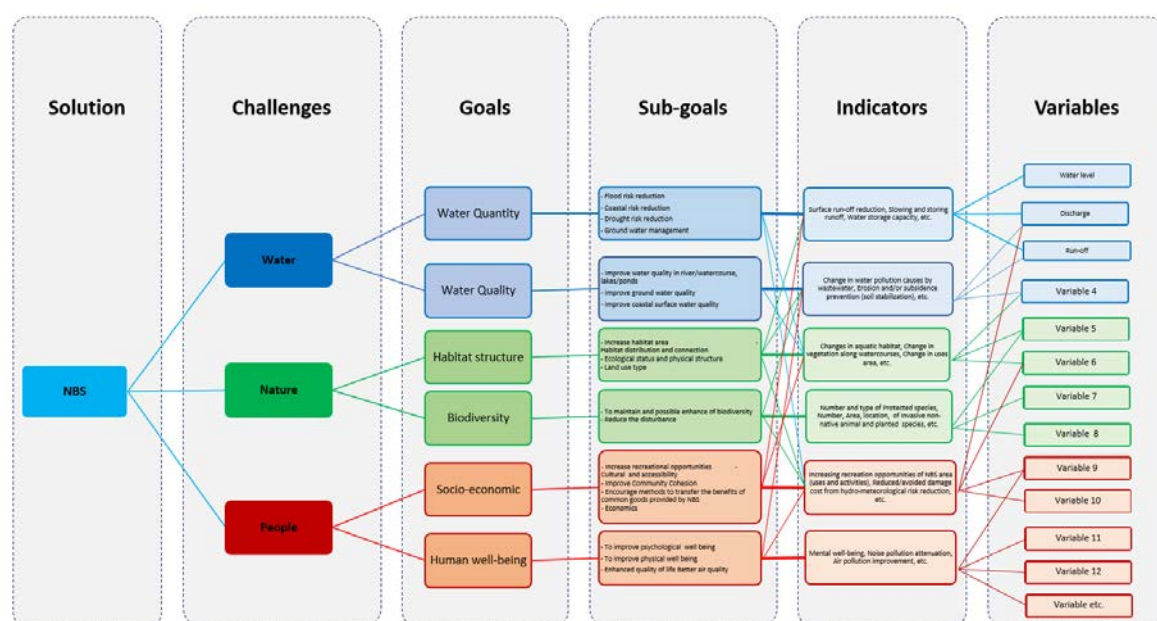 Solution
Challenges
Goals
Sub-goals
Indicators
Variables
NBS
Water
Nature
People
Water Quantity
Water Quality
Habitat structure
Biodiversity
Socio-economic
Human well-being
- Flood risk reduction
- Coastal risk reduction
- Drought risk reduction
- Ground water management
- Improve water quality in river/watercourse,
lakes/ponds
- Improve ground water quality
- Improve coastal surface water quality
- Increase habitat area -
Habitat distribution and connection
- Ecological status and physical structure
- Land use type
- To maintain and possible enhance of biodiversity
- Reduce the disturbance
- Increase recreational opportunities -
Cultural and accessibility
- Improve Community Cohesion
- Encourage methods to transfer the benefits of
common goods provided by NBS
- Economics
- To improve psychological well being
- To improve physical well being
- Enhanced quality of life Better air quality
Surface run-off reduction, Slowing and storing
runoff, Water storage capacity, etc.
Change in water pollution causes by
wastewater, Erosion and/or subsidence
prevention (soil stabilization), etc.
Changes in aquatic habitat, Change in
vegetation along watercourses, Change in uses
area, etc.
Number and type of Protected species,
Number, Area, location, of invasive non-
native animal and planted species, etc.
Increasing recreation opportunities of NBS area
(uses and activities), Reduced/avoided damage
cost from hydro-meteorological risk reduction,
etc.
Mental well-being, Noise pollution attenuation,
Air pollution improvement, etc.
Water level
Discharge
Run-off
Variable 4
Variable 5
Variable 6
Variable 7
Variable 8
Variable 9
Variable 10
Variable 11
Variable 12
Variable etc.